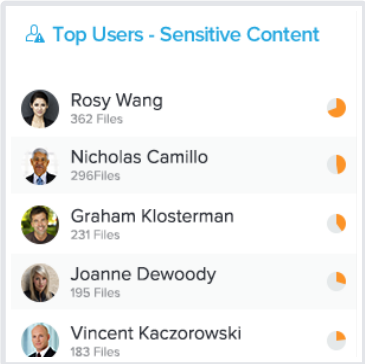 Top Users - Sensitive Content
Rosy Wang
362 Files
Nicholas Camillo
296Files
Graham Klosterman
231 Files
Joanne Dewoody
195 Files
Vincent Kaczorowski
183 Files